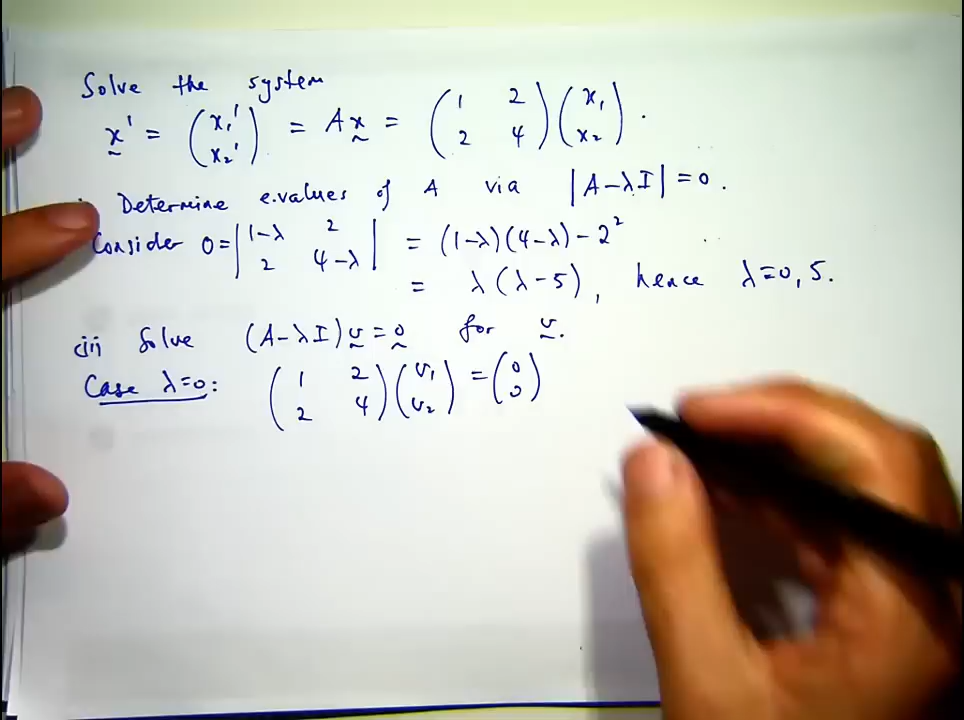 Solve the system
x' = (x₁' x₂') = Ax = (1 2 2 4)(x₁ x₂).
Determine e.values of A via |A-λI| = 0.
Consider 0 = |1-λ 2 2 4-λ| = (1-λ)(4-λ) - 2²
= λ(λ-5), hence λ=0, 5.
(ii) Solve (A-λI)v = 0 for v.
Case λ=0: (1 2 2 4)(v₁ v₂) = (0 0)